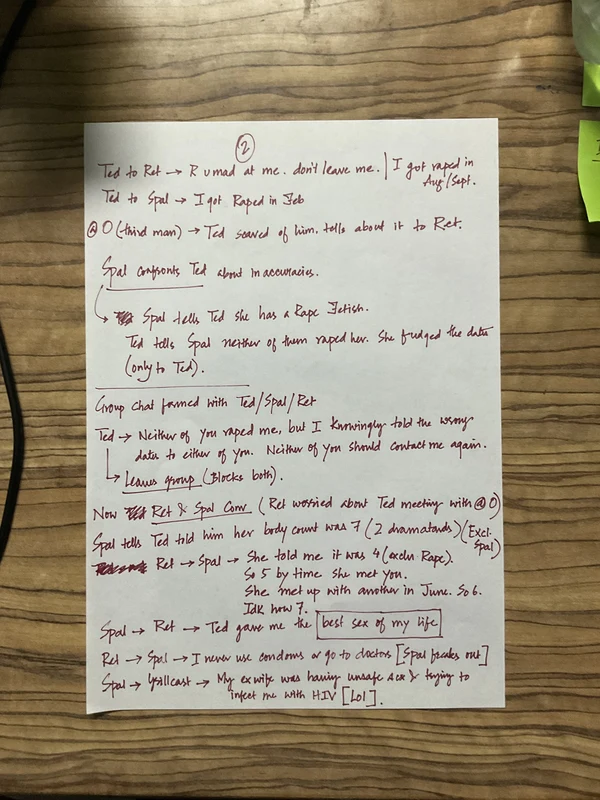 ②
Ted to Ret → R u mad at me. don't leave me. | I got raped in
Aug/Sept.
Ted to Spal → I got Raped in Feb
@ O (third man) → Ted scared of him. tells about it to Ret.
Spal confronts Ted about inaccuracies.
↳ Spal tells Ted she has a Rape Fetish.
Ted tells Spal neither of them raped her. She fudged the dates
(only to Ted).
Group chat formed with Ted/Spal/Ret
Ted → Neither of you raped me, but I knowingly told the wrong
dates to either of you. Neither of you should contact me again.
↳ Leaves group (Blocks both).
Now Ret & Spal Conv (Ret worried about Ted meeting with @ O)
Spal tells Ted told him her body count was 7 (2 dramatards) (Excl.
Spal)
Ret → Spal → She told me it was 4 (exclu Rape).
So 5 by time she met you.
She met up with another in June. So 6.
Idk how 7.
Spal → Ret → Ted gave me the best sex of my life
Ret → Spal → I never use condoms or go to doctors [Spal freaks out]
Spal → → My ex wife was having unsafe & trying to
infect me with HIV [Lol].